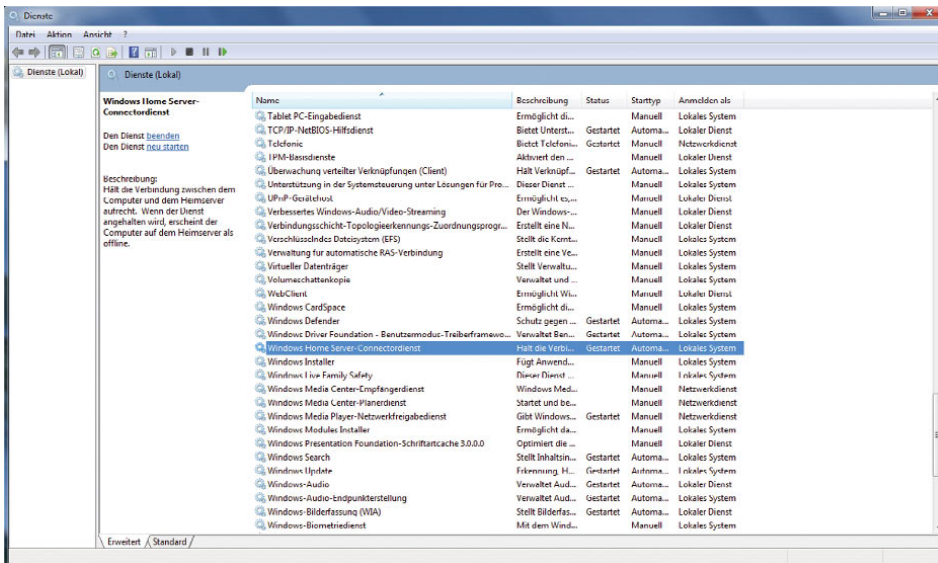 Dienste
Datei Aktion Ansicht ?
Dienste (Lokal)
Dienste (Lokal)
Windows Home Server-
Connectordienst
Den Dienst beenden
Den Dienst neu starten
Beschreibung:
Hält die Verbindung zwischen dem
Computer und dem Heimserver
aufrecht. Wenn der Dienst
angehalten wird, erscheint der
Computer auf dem Heimserver als
offline.
Name Beschreibung Status Starttyp Anmelden als
Tablet PC-Eingabedienst Ermöglicht di... Manuell Lokales System
TCP/IP-NetBIOS-Hilfsdienst Bietet Unterst... Gestartet Automa... Lokaler Dienst
Telefonie Bietet Telefoni... Gestartet Manuell Netzwerkdienst
TPM-Basisdienste Aktiviert den ... Manuell Lokaler Dienst
Überwachung verteilter Verknüpfungen (Client) Hält Verknüpf... Gestartet Automa... Lokales System
Unterstützung in der Systemsteuerung unter Lösungen für Pro... Dieser Dienst ... Manuell Lokales System
UPnP-Gerätehost Ermöglicht es,... Manuell Lokaler Dienst
Verbessertes Windows-Audio/Video-Streaming Der Windows-... Manuell Lokaler Dienst
Verbindungsschicht-Topologieerkennungs-Zuordnungsprogr... Erstellt eine N... Manuell Lokaler Dienst
Verschlüsselndes Dateisystem (EFS) Stellt die Kernt... Manuell Lokales System
Verwaltung für automatische RAS-Verbindung Erstellt eine Ve... Manuell Lokales System
Virtueller Datenträger Stellt Verwaltu... Manuell Lokales System
Volumeschattenkopie Verwaltet und ... Manuell Lokales System
WebClient Ermöglicht Wi... Manuell Lokaler Dienst
Windows CardSpace Ermöglicht di... Manuell Lokales System
Windows Defender Schutz gegen ... Gestartet Automa... Lokales System
Windows Driver Foundation - Benutzermodus-Treiberframewo... Verwaltet Ben... Gestartet Automa... Lokales System
Windows Home Server-Connectordienst Hält die Verbi... Gestartet Automa... Lokales System
Windows Installer Fügt Anwend... Manuell Lokales System
Windows Live Family Safety Dieser Dienst ... Manuell Lokales System
Windows Media Center-Empfängerdienst Windows Med... Manuell Netzwerkdienst
Windows Media Center-Planerdienst Startet und be... Manuell Netzwerkdienst
Windows Media Player-Netzwerkfreigabedienst Gibt Windows... Gestartet Manuell Netzwerkdienst
Windows Modules Installer Ermöglicht da... Manuell Lokales System
Windows Presentation Foundation-Schriftartcache 3.0.0.0 Optimiert die ... Manuell Lokaler Dienst
Windows Search Stellt Inhaltsin... Gestartet Automa... Lokales System
Windows Update Erkennung, H... Gestartet Automa... Lokales System
Windows-Audio Verwaltet Aud... Gestartet Automa... Lokaler Dienst
Windows-Audio-Endpunkterstellung Verwaltet Aud... Gestartet Automa... Lokales System
Windows-Bilderfassung (WIA) Stellt Bilderfas... Gestartet Automa... Lokaler Dienst
Windows-Biometriedienst Mit dem Wind... Manuell Lokales System
Erweitert Standard